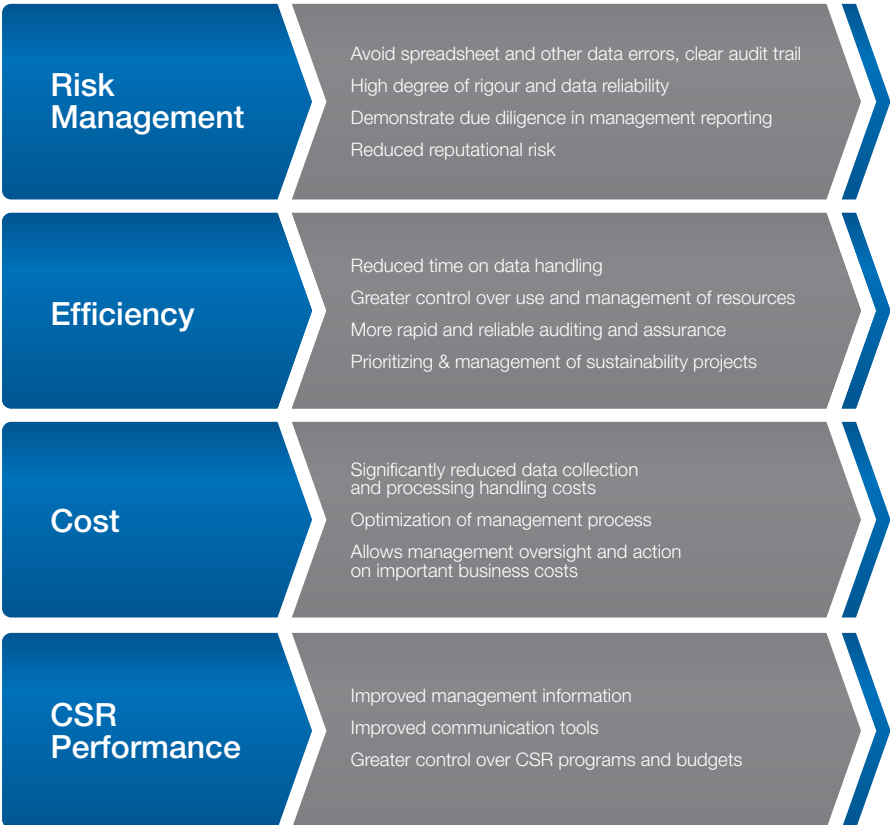 Risk
Management
Avoid spreadsheet and other data errors, clear audit trail
High degree of rigour and data reliability
Demonstrate due diligence in management reporting
Reduced reputational risk
Efficiency
Reduced time on data handling
Greater control over use and management of resources
More rapid and reliable auditing and assurance
Prioritizing & management of sustainability projects
Cost
Significantly reduced data collection
and processing handling costs
Optimization of management process
Allows management oversight and action
on important business costs
CSR
Performance
Improved management information
Improved communication tools
Greater control over CSR programs and budgets